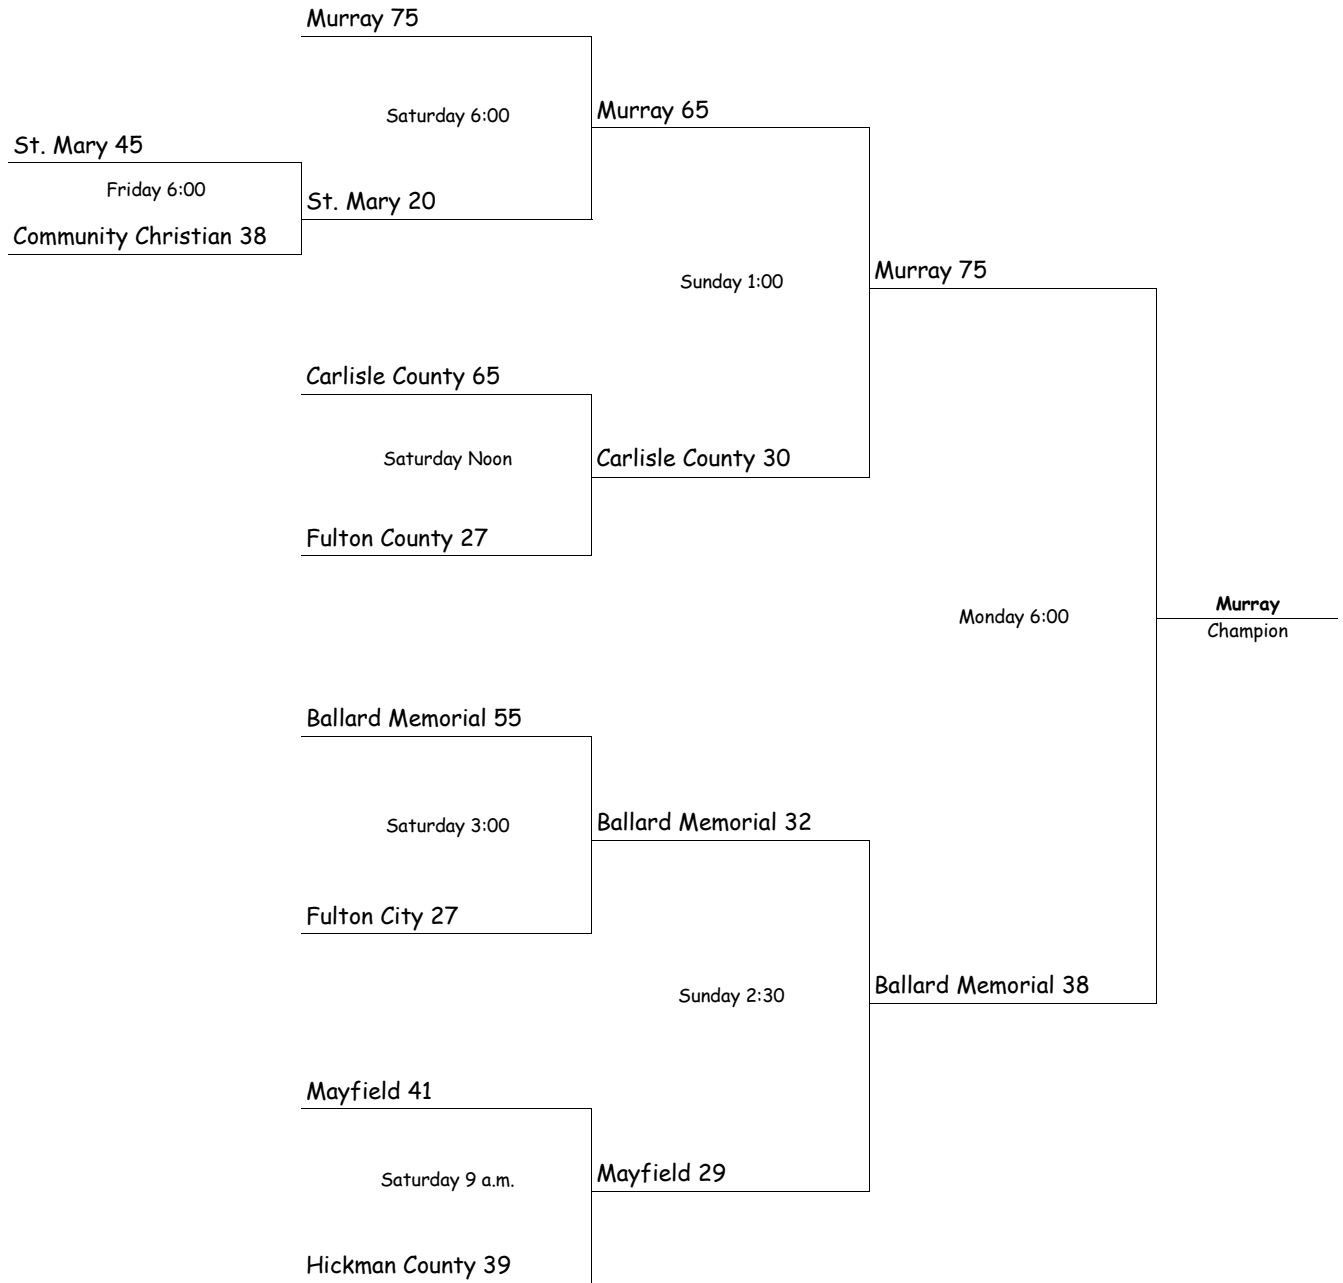 Murray 75
Saturday 6:00
Murray 65
St. Mary 45
Friday 6:00
St. Mary 20
Community Christian 38
Sunday 1:00
Murray 75
Carlisle County 65
Saturday Noon
Carlisle County 30
Fulton County 27
Monday 6:00
Murray
Champion
Ballard Memorial 55
Saturday 3:00
Ballard Memorial 32
Fulton City 27
Sunday 2:30
Ballard Memorial 38
Mayfield 41
Saturday 9 a.m.
Mayfield 29
Hickman County 39